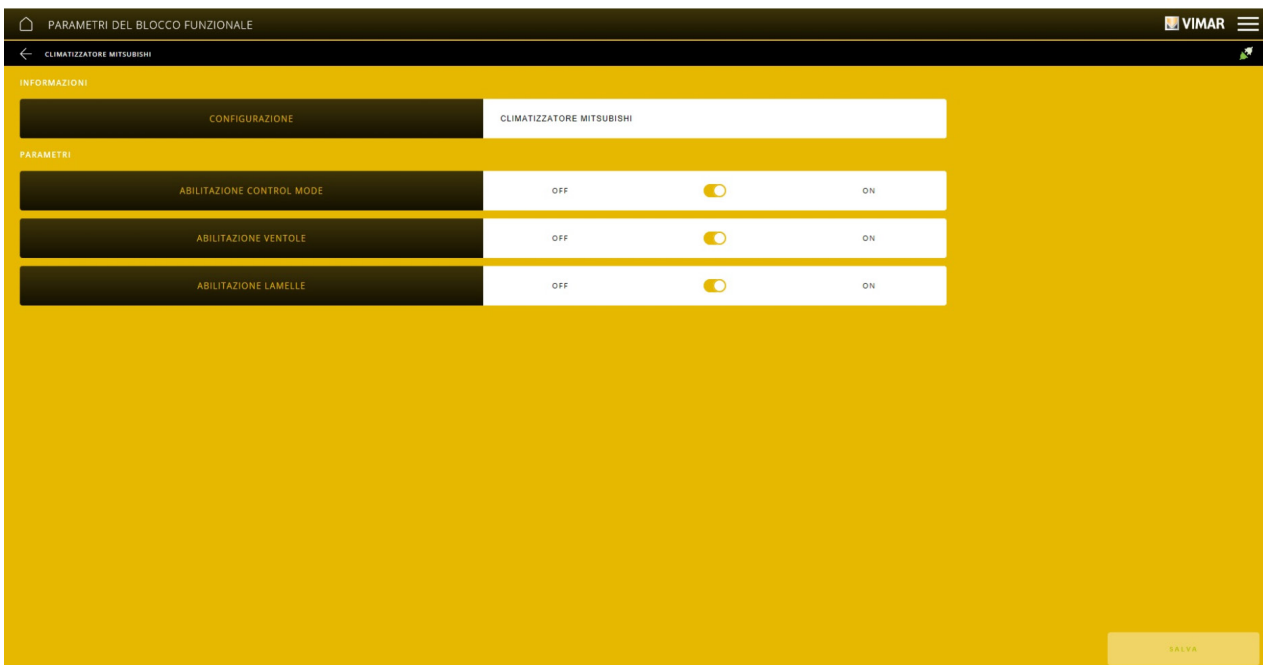 PARAMETRI DEL BLOCCO FUNZIONALE
VIMAR
CLIMATIZZATORE MITSUBISHI
INFORMAZIONI
CONFIGURAZIONE CLIMATIZZATORE MITSUBISHI
PARAMETRI
ABILITAZIONE CONTROL MODE OFF ON
ABILITAZIONE VENTOLE OFF ON
ABILITAZIONE LAMELLE OFF ON
SALVA